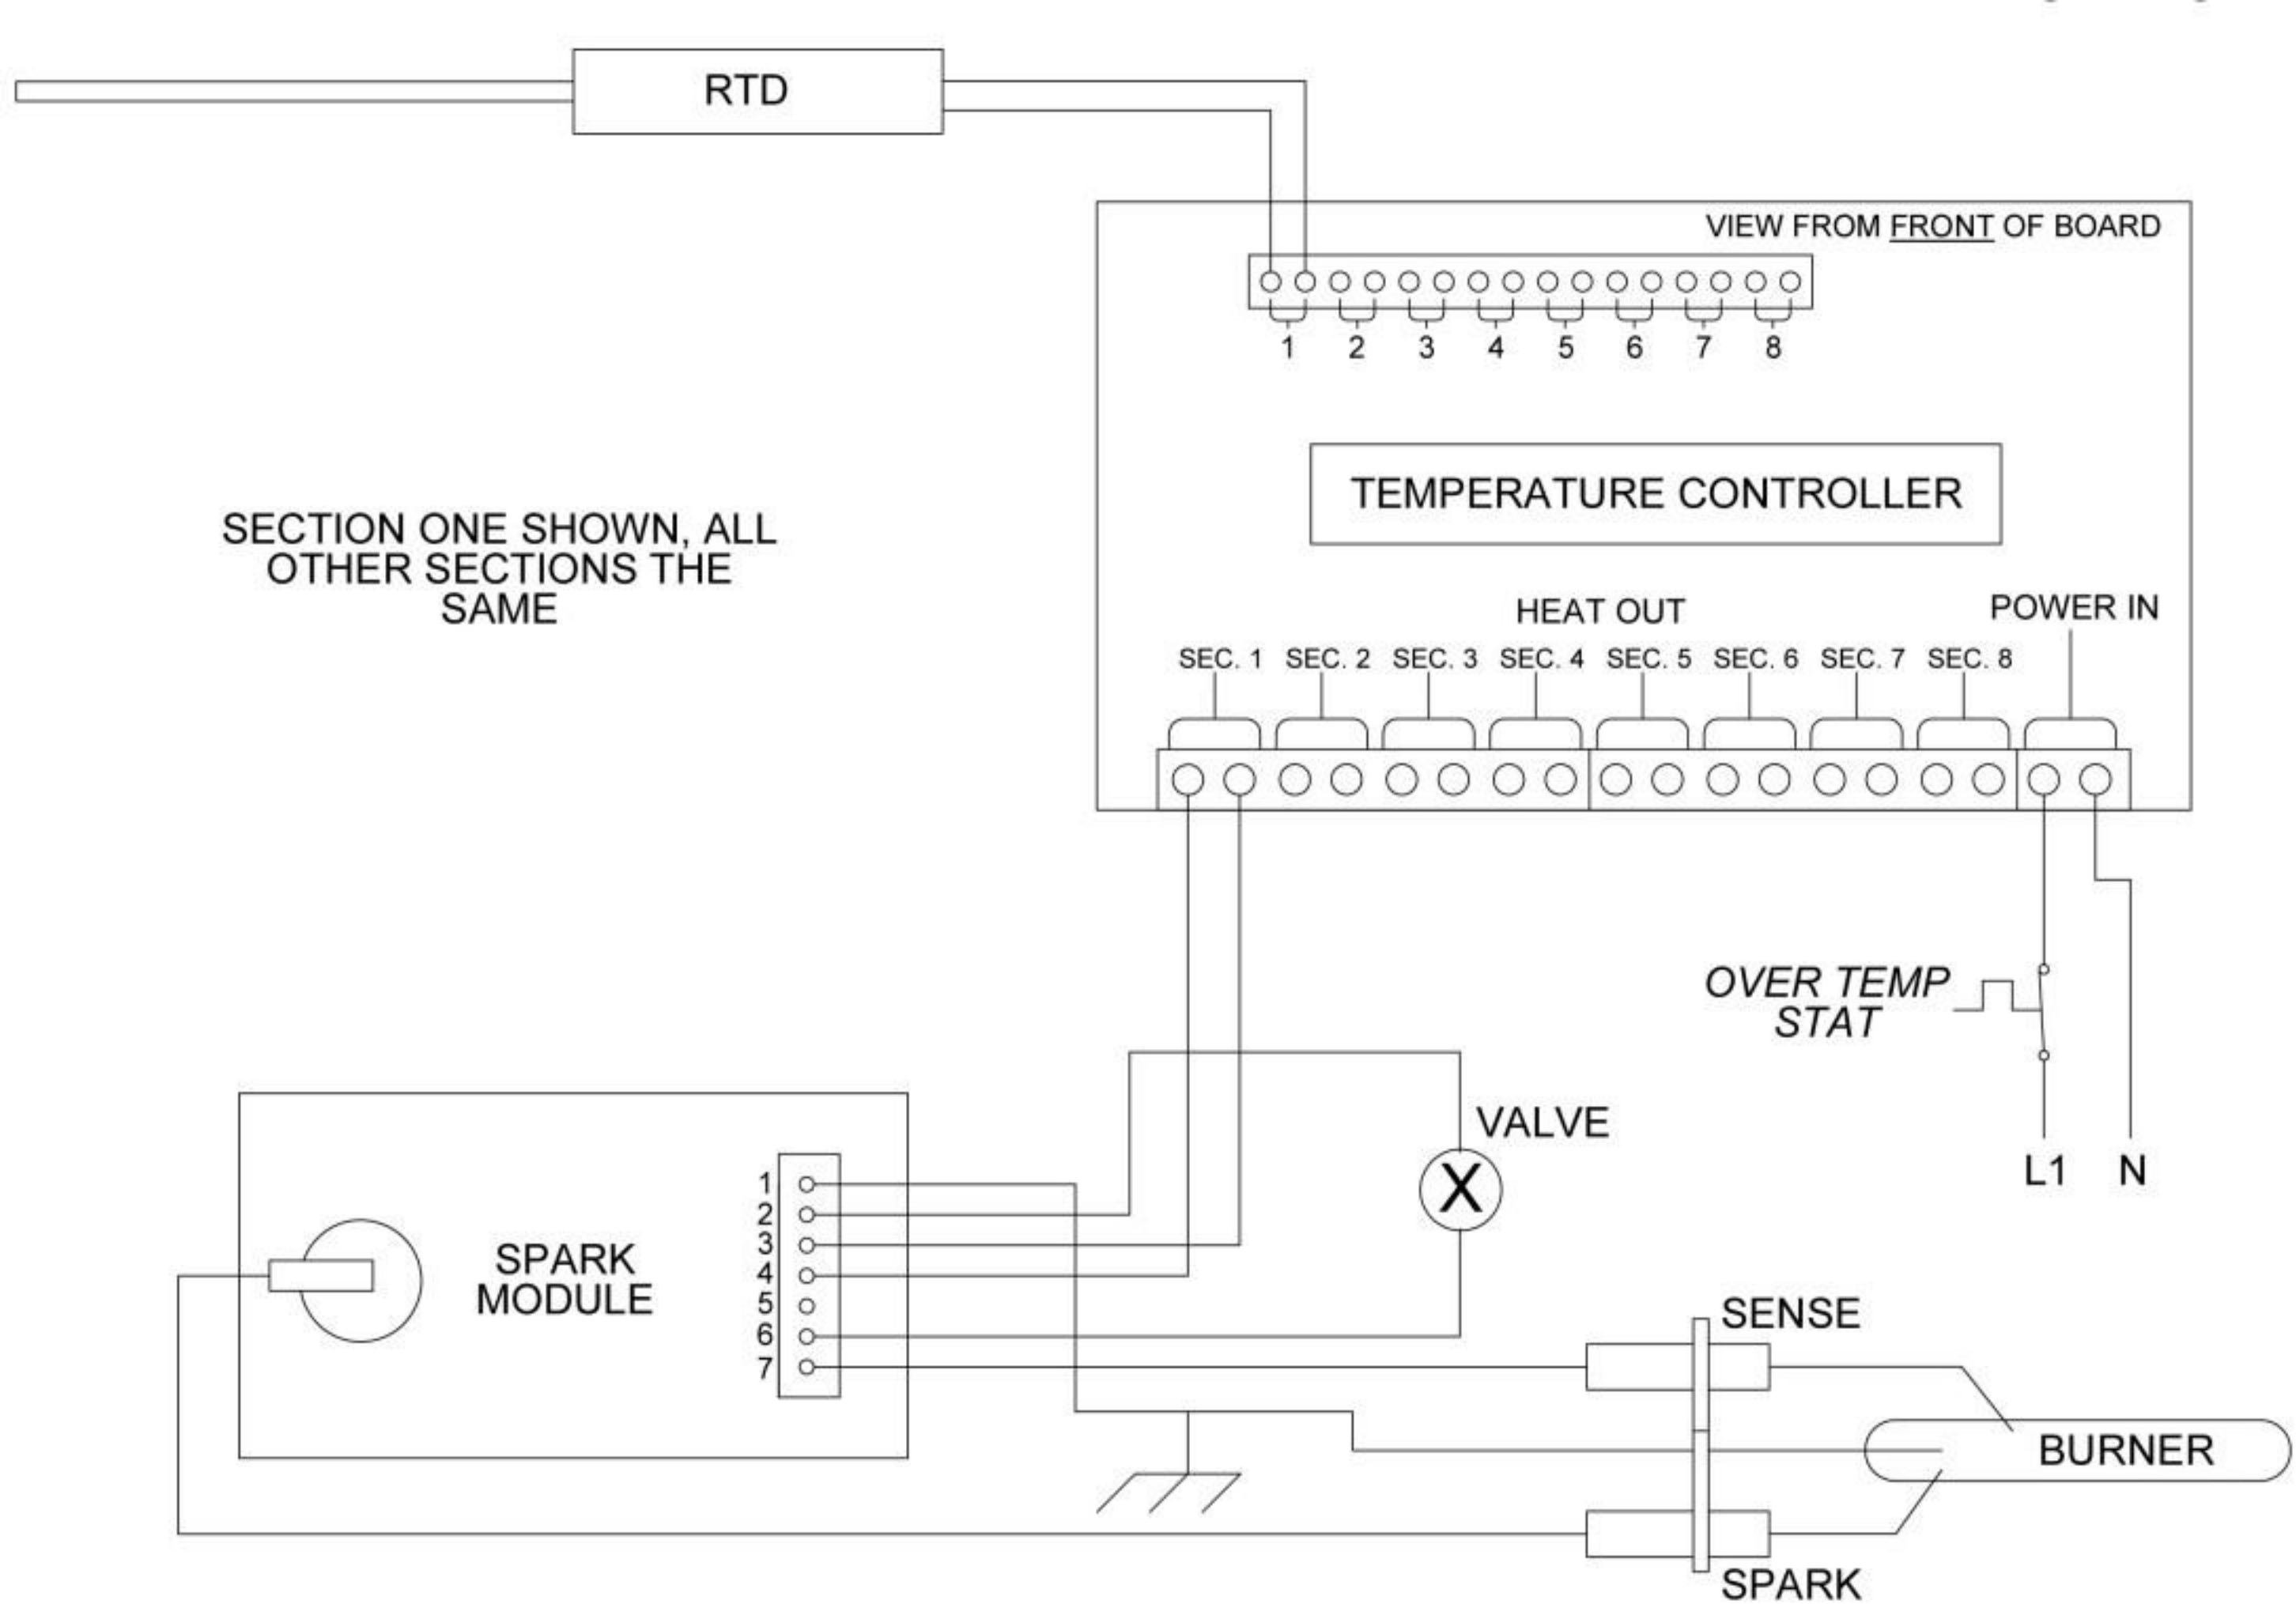 RTD
VIEW FROM FRONT OF BOARD
1 2 3 4 5 6 7 8
TEMPERATURE CONTROLLER
SECTION ONE SHOWN, ALL
OTHER SECTIONS THE
SAME
HEAT OUT
POWER IN
SEC. 1 SEC. 2 SEC. 3 SEC. 4 SEC. 5 SEC. 6 SEC. 7 SEC. 8
OVER TEMP
STAT
L1 N
VALVE
X
SPARK
MODULE
1
2
3
4
5
6
7
SENSE
BURNER
SPARK